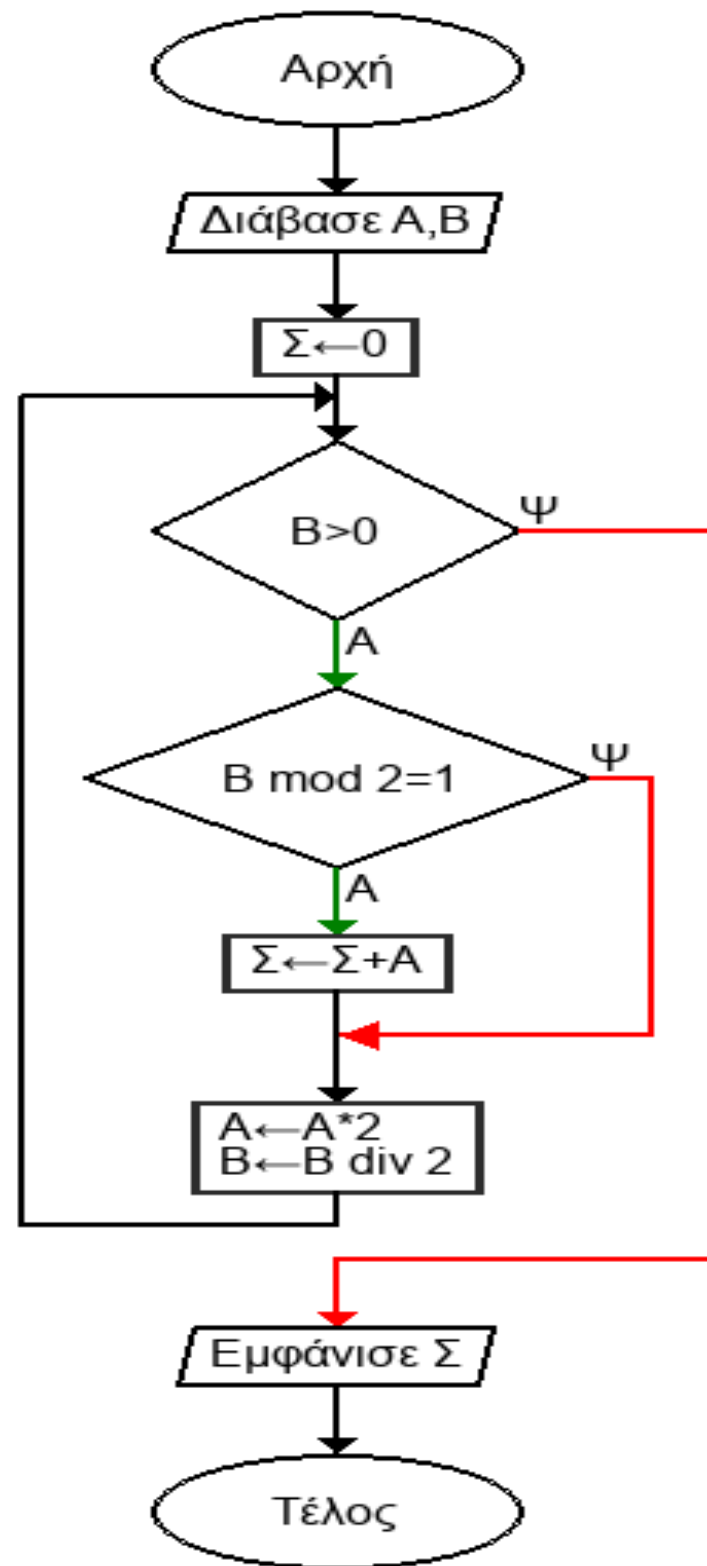 Αρχή
Διάβασε Α,Β
Σ←0
Β>0
Ψ
Α
Β mod 2=1
Ψ
Α
Σ←Σ+Α
Α←Α*2
Β←Β div 2
Εμφάνισε Σ
Τέλος